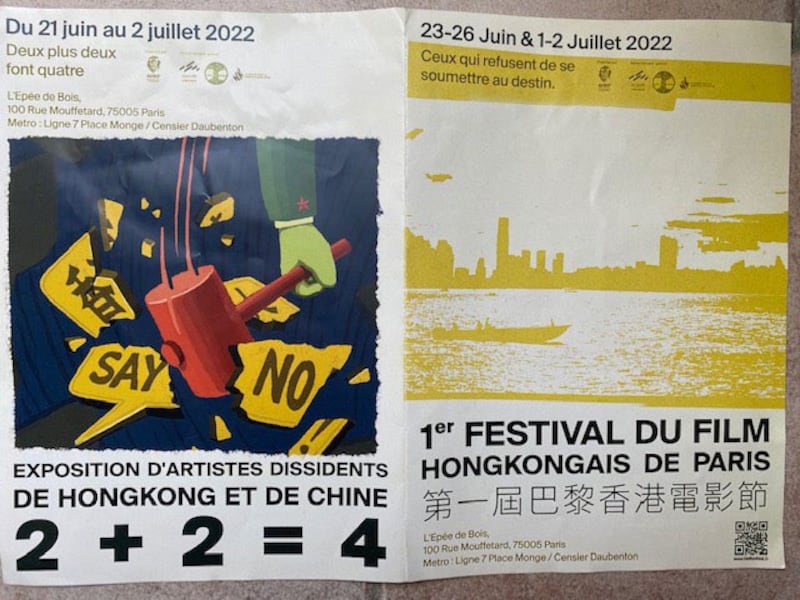 Du 21 juin au 2 juillet 2022
Deux plus deux
font quatre
L'Epée de Bois,
100 Rue Mouffetard, 75005 Paris
Metro : Ligne 7 Place Monge / Censier Daubenton
香
SAY
NO
!!
EXPOSITION D'ARTISTES DISSIDENTS
DE HONGKONG ET DE CHINE
2 + 2 = 4
23-26 Juin & 1-2 Juillet 2022
Ceux qui refusent de se
soumettre au destin.
1er FESTIVAL DU FILM
HONGKONGAIS DE PARIS
第一屆巴黎香港電影節
L'Epée de Bois,
100 Rue Mouffetard, 75005 Paris
Metro : Ligne 7 Place Monge / Censier Daubenton